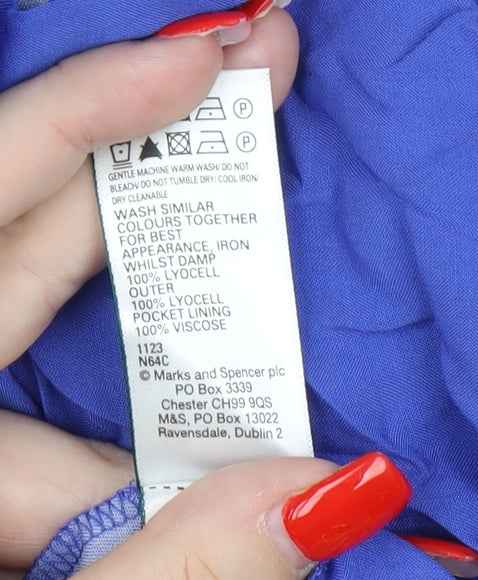 P
P
GENTLE MACHINE WARM WASH/ DO NOT
BLEACH/ DO NOT TUMBLE DRY/ COOL IRON/
DRY CLEANABLE
WASH SIMILAR
COLOURS TOGETHER
FOR BEST
APPEARANCE, IRON
WHILST DAMP
100% LYOCELL
OUTER
100% LYOCELL
POCKET LINING
100% VISCOSE
1123
N64C
© Marks and Spencer plc
PO Box 3339
Chester CH99 9QS
M&S, PO Box 13022
Ravensdale, Dublin 2